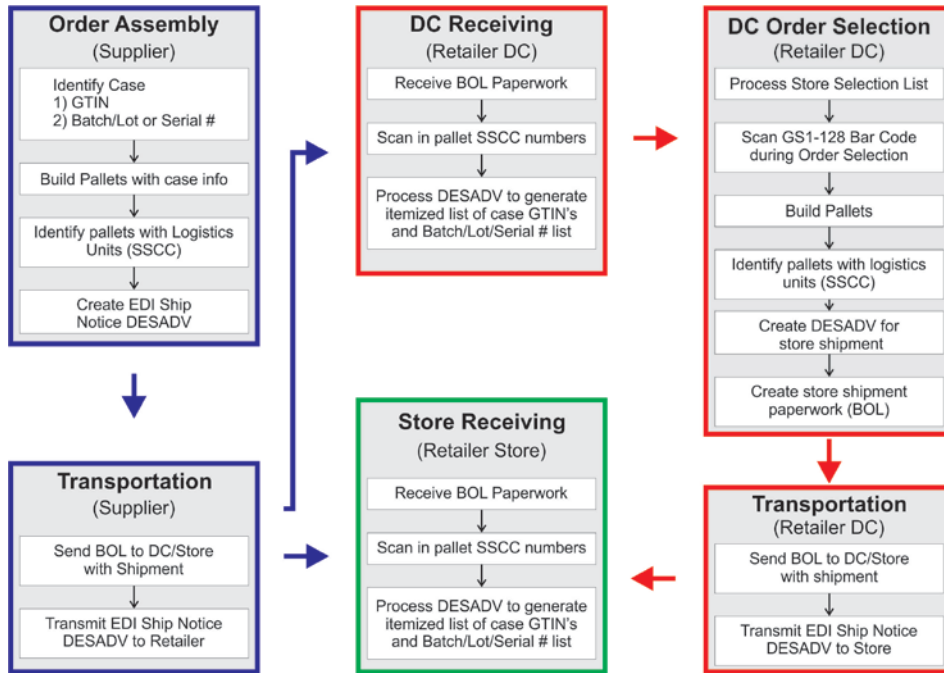 Order Assembly
(Supplier)
Identify Case
1) GTIN
2) Batch/Lot or Serial #
Build Pallets with case info
Identify pallets with Logistics
Units (SSCC)
Create EDI Ship
Notice DESADV
DC Receiving
(Retailer DC)
Receive BOL Paperwork
Scan in pallet SSCC numbers
Process DESADV to generate
itemized list of case GTIN's
and Batch/Lot/Serial # list
DC Order Selection
(Retailer DC)
Process Store Selection List
Scan GS1-128 Bar Code
during Order Selection
Build Pallets
Identify pallets with logistics
units (SSCC)
Create DESADV for
store shipment
Create store shipment
paperwork (BOL)
Transportation
(Supplier)
Send BOL to DC/Store
with Shipment
Transmit EDI Ship Notice
DESADV to Retailer
Store Receiving
(Retailer Store)
Receive BOL Paperwork
Scan in pallet SSCC numbers
Process DESADV to generate
itemized list of case GTIN's
and Batch/Lot/Serial # list
Transportation
(Retailer DC)
Send BOL to DC/Store
with shipment
Transmit EDI Ship Notice
DESADV to Store